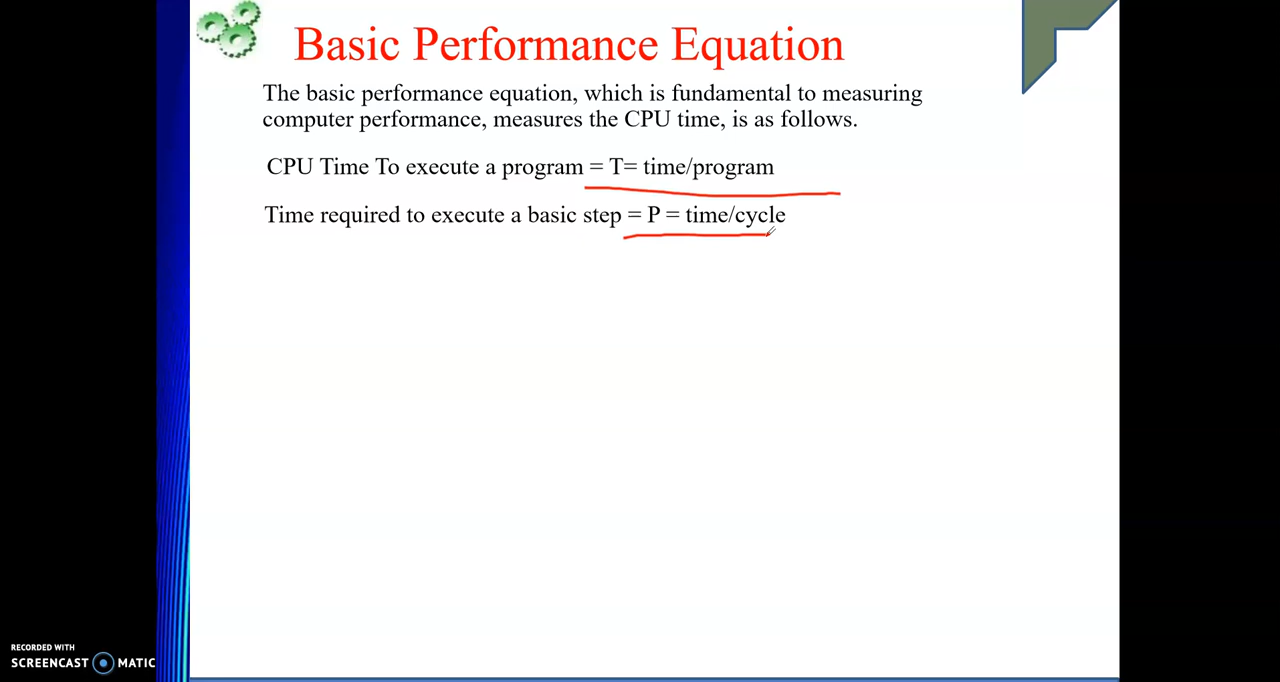 Basic Performance Equation
The basic performance equation, which is fundamental to measuring
computer performance, measures the CPU time, is as follows.
CPU Time To execute a program = T= time/program
Time required to execute a basic step = P = time/cycle
RECORDED WITH
SCREENCAST MATIC